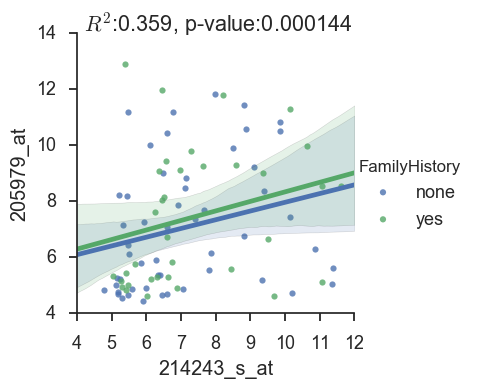 R²:0.359, p-value:0.000144
14
12
10
8
6
4
205979_at
4 5 6 7 8 9 10 11 12
214243_s_at
FamilyHistory
none
yes